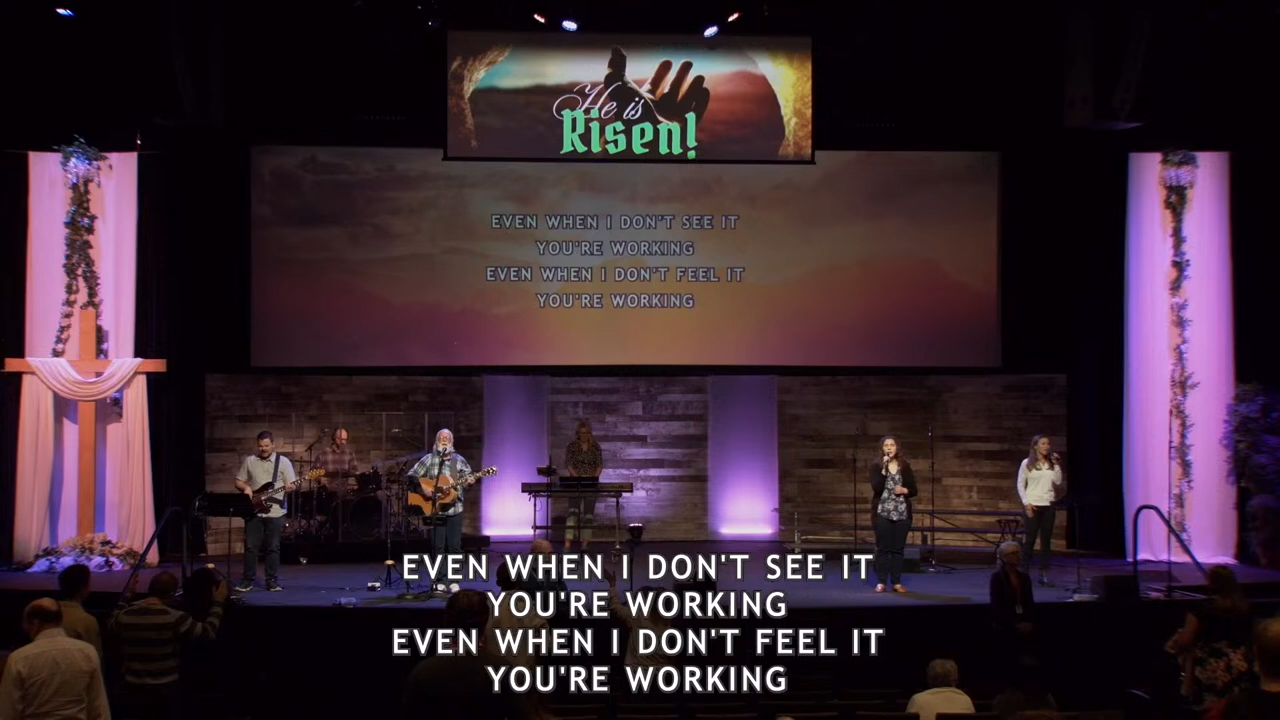 He is
Risen!
EVEN WHEN I DON'T SEE IT
YOU'RE WORKING
EVEN WHEN I DON'T FEEL IT
YOU'RE WORKING
EVEN WHEN I DON'T SEE IT
YOU'RE WORKING
EVEN WHEN I DON'T FEEL IT
YOU'RE WORKING